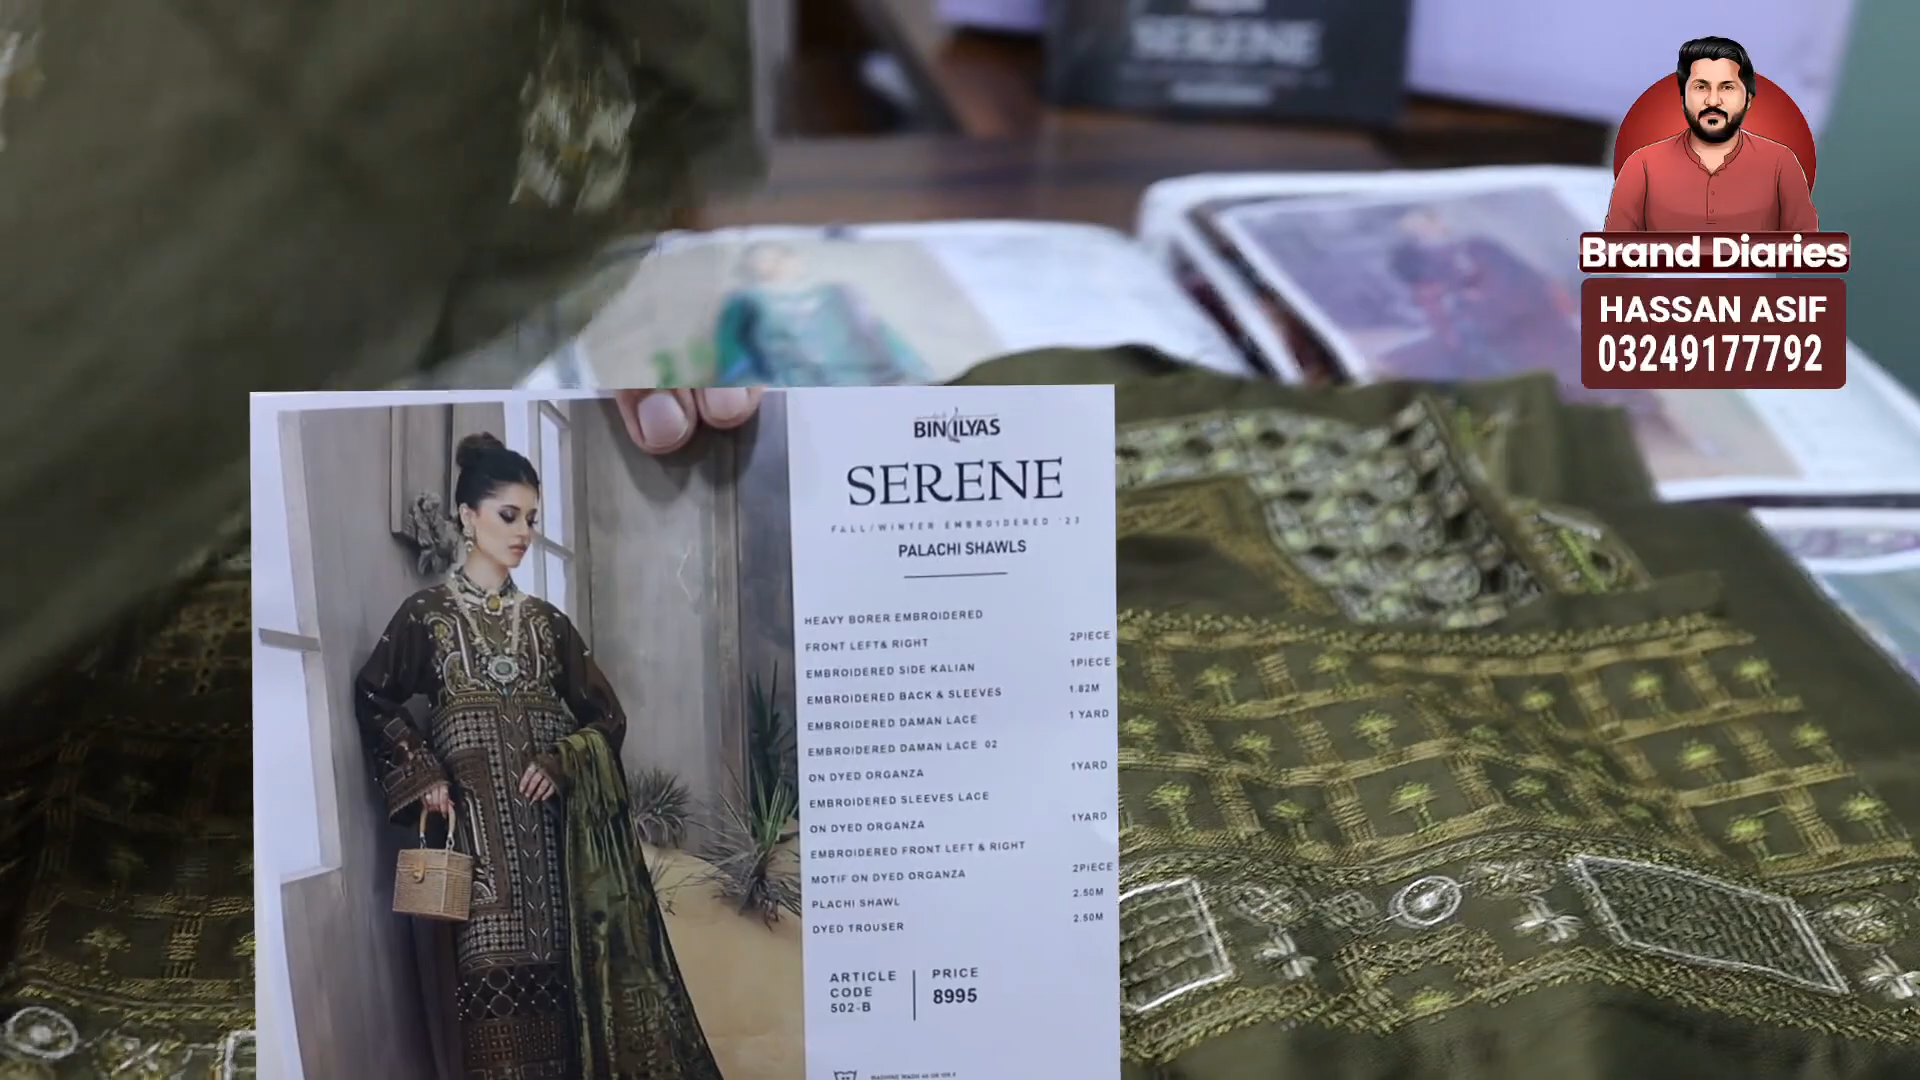 SERENE
Brand Diaries
HASSAN ASIF
03249177792
BIN ILYAS
SERENE
FALL/WINTER EMBROIDERED '23
PALACHI SHAWLS
HEAVY BORER EMBROIDERED
FRONT LEFT& RIGHT 2PIECE
EMBROIDERED SIDE KALIAN 1PIECE
EMBROIDERED BACK & SLEEVES 1.82M
EMBROIDERED DAMAN LACE 1 YARD
EMBROIDERED DAMAN LACE 02
ON DYED ORGANZA 1YARD
EMBROIDERED SLEEVES LACE
ON DYED ORGANZA 1YARD
EMBROIDERED FRONT LEFT & RIGHT
MOTIF ON DYED ORGANZA 2PIECE
PLACHI SHAWL 2.50M
DYED TROUSER 2.50M
ARTICLE
CODE
502-B
PRICE
8995